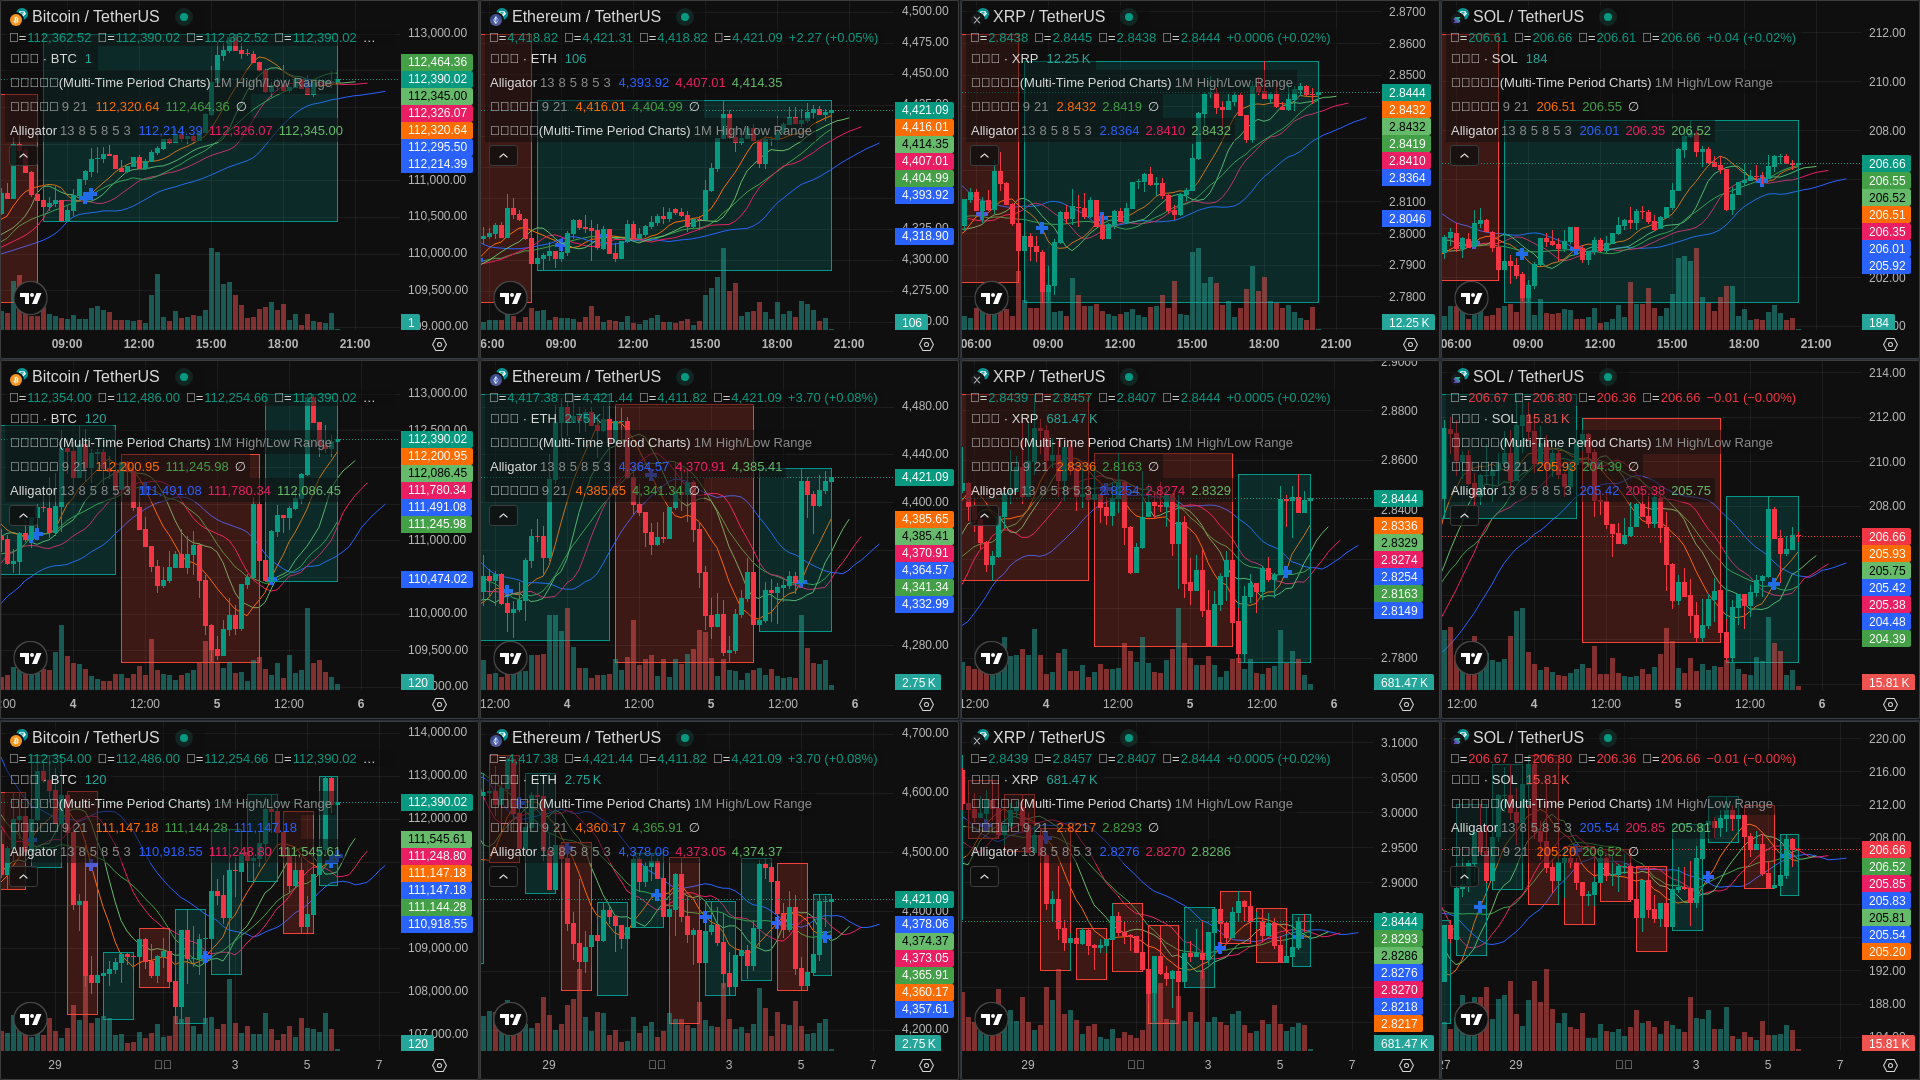 Bitcoin / TetherUS
=112,362.52 =112,390.02 =112,362.52 =112,390.02 …
· BTC 1
(Multi-Time Period Charts) 1M High/Low Range
9 21 112,320.64 112,464.36 ∅
Alligator 13 8 5 8 5 3 112,214.39 112,326.07 112,345.00
113,000.00
112,464.36
112,390.02
112,345.00
112,326.07
112,320.64
112,295.50
112,214.39
111,000.00
110,500.00
110,000.00
109,500.00
1
09:00 12:00 15:00 18:00 21:00
Ethereum / TetherUS
=4,418.82 =4,421.31 =4,418.82 =4,421.09 +2.27 (+0.05%)
· ETH 106
Alligator 13 8 5 8 5 3 4,393.92 4,407.01 4,414.35
9 21 4,416.01 4,404.99 ∅
(Multi-Time Period Charts) 1M High/Low Range
4,500.00
4,475.00
4,450.00
4,421.09
4,416.01
4,414.35
4,407.01
4,404.99
4,393.92
4,318.90
4,300.00
4,275.00
106
09:00 12:00 15:00 18:00 21:00
XRP / TetherUS
=2.8438 =2.8445 =2.8438 =2.8444 +0.0006 (+0.02%)
· XRP 12.25 K
(Multi-Time Period Charts) 1M High/Low Range
9 21 2.8432 2.8419 ∅
Alligator 13 8 5 8 5 3 2.8364 2.8410 2.8432
2.8700
2.8600
2.8500
2.8444
2.8432
2.8432
2.8419
2.8410
2.8364
2.8100
2.8046
2.8000
2.7900
2.7800
12.25 K
06:00 09:00 12:00 15:00 18:00 21:00
SOL / TetherUS
=206.61 =206.66 =206.61 =206.66 +0.04 (+0.02%)
· SOL 184
(Multi-Time Period Charts) 1M High/Low Range
9 21 206.51 206.55 ∅
Alligator 13 8 5 8 5 3 206.01 206.35 206.52
212.00
210.00
208.00
206.66
206.55
206.52
206.51
206.35
206.01
205.92
202.00
184
06:00 09:00 12:00 15:00 18:00 21:00
Bitcoin / TetherUS
=112,354.00 =112,486.00 =112,254.66 =112,390.02 …
· BTC 120
(Multi-Time Period Charts) 1M High/Low Range
9 21 112,200.95 111,245.98 ∅
Alligator 13 8 5 8 5 3 111,491.08 111,780.34 112,086.45
113,000.00
112,390.02
112,200.95
112,086.45
111,780.34
111,491.08
111,245.98
111,000.00
110,474.02
110,000.00
109,500.00
120
4 12:00 5 12:00 6
Ethereum / TetherUS
=4,417.38 =4,421.44 =4,411.82 =4,421.09 +3.70 (+0.08%)
· ETH 2.75 K
(Multi-Time Period Charts) 1M High/Low Range
Alligator 13 8 5 8 5 3 4,364.57 4,370.91 4,385.41
9 21 4,385.65 4,341.34 ∅
4,480.00
4,440.00
4,421.09
4,400.00
4,385.65
4,385.41
4,370.91
4,364.57
4,341.34
4,332.99
4,280.00
2.75 K
12:00 4 12:00 5 12:00 6
XRP / TetherUS
=2.8439 =2.8457 =2.8407 =2.8444 +0.0005 (+0.02%)
· XRP 681.47 K
(Multi-Time Period Charts) 1M High/Low Range
9 21 2.8336 2.8163 ∅
Alligator 13 8 5 8 5 3 2.8254 2.8274 2.8329
2.9000
2.8800
2.8600
2.8444
2.8400
2.8336
2.8329
2.8274
2.8254
2.8163
2.8149
2.7800
681.47 K
12:00 4 12:00 5 12:00 6
SOL / TetherUS
=206.67 =206.80 =206.36 =206.66 −0.01 (−0.00%)
· SOL 15.81 K
(Multi-Time Period Charts) 1M High/Low Range
9 21 205.93 204.39 ∅
Alligator 13 8 5 8 5 3 205.42 205.38 205.75
214.00
212.00
210.00
208.00
206.66
205.93
205.75
205.42
205.38
204.48
204.39
15.81 K
12:00 4 12:00 5 12:00 6
Bitcoin / TetherUS
=112,354.00 =112,486.00 =112,254.66 =112,390.02 …
· BTC 120
(Multi-Time Period Charts) 1M High/Low Range
9 21 111,147.18 111,144.28 111,147.18
Alligator 13 8 5 8 5 3 110,918.55 111,248.80 111,545.61
114,000.00
113,000.00
112,390.02
112,000.00
111,545.61
111,248.80
111,147.18
111,147.18
111,144.28
110,918.55
109,000.00
108,000.00
107,000.00
120
29 3 5 7
Ethereum / TetherUS
=4,417.38 =4,421.44 =4,411.82 =4,421.09 +3.70 (+0.08%)
· ETH 2.75 K
(Multi-Time Period Charts) 1M High/Low Range
9 21 4,360.17 4,365.91 ∅
Alligator 13 8 5 8 5 3 4,378.06 4,373.05 4,374.37
4,700.00
4,600.00
4,500.00
4,421.09
4,400.00
4,378.06
4,374.37
4,373.05
4,365.91
4,360.17
4,357.61
4,200.00
2.75 K
29 3 5 7
XRP / TetherUS
=2.8439 =2.8457 =2.8407 =2.8444 +0.0005 (+0.02%)
· XRP 681.47 K
(Multi-Time Period Charts) 1M High/Low Range
9 21 2.8217 2.8293 ∅
Alligator 13 8 5 8 5 3 2.8276 2.8270 2.8286
3.1000
3.0500
3.0000
2.9500
2.9000
2.8444
2.8293
2.8286
2.8276
2.8270
2.8218
2.8217
681.47 K
29 3 5 7
SOL / TetherUS
=206.67 =206.80 =206.36 =206.66 −0.01 (−0.00%)
· SOL 15.81 K
(Multi-Time Period Charts) 1M High/Low Range
Alligator 13 8 5 8 5 3 205.54 205.85 205.81
9 21 205.20 206.52 ∅
220.00
216.00
212.00
208.00
206.66
206.52
205.85
205.83
205.81
205.54
205.20
192.00
188.00
15.81 K
27 29 3 5 7